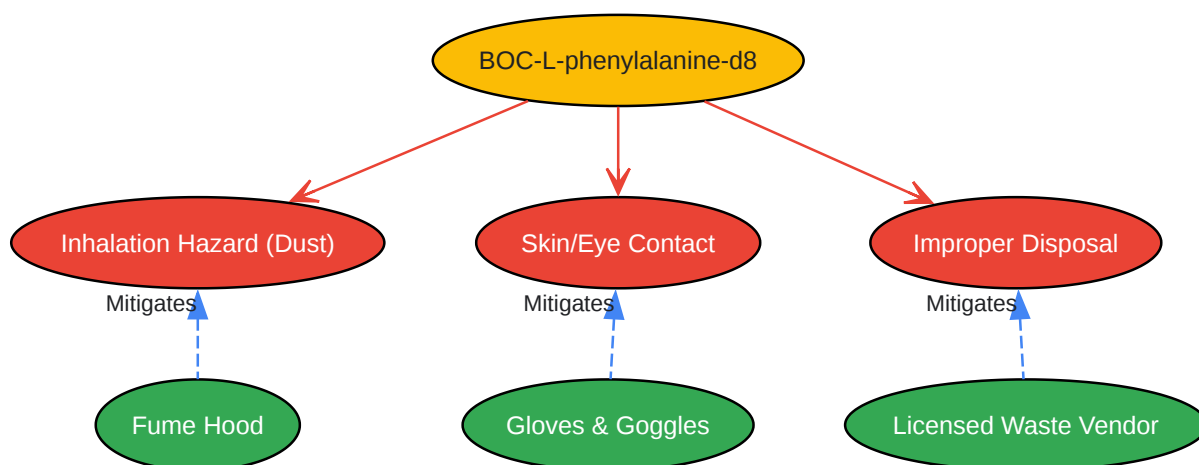 BOC-L-phenylalanine-d8
Inhalation Hazard (Dust)
Skin/Eye Contact
Improper Disposal
Mitigates
Mitigates
Mitigates
Fume Hood
Gloves & Goggles
Licensed Waste Vendor